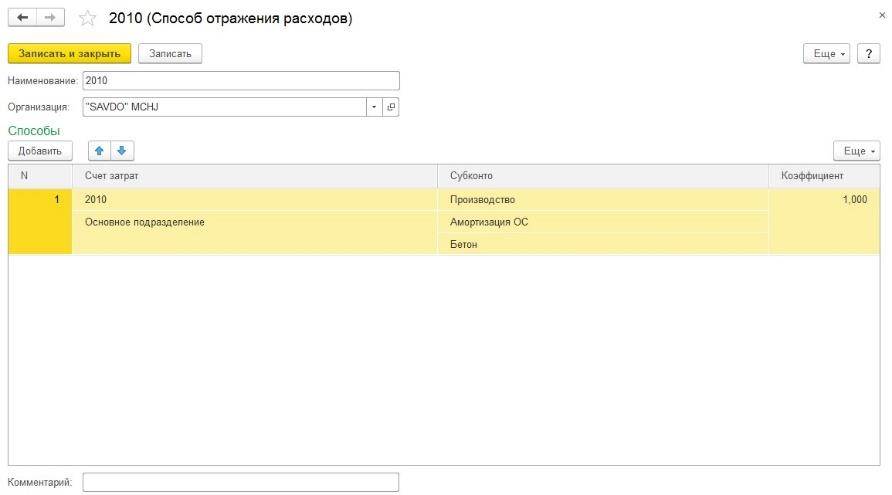 2010 (Способ отражения расходов)
Записать и закрыть Записать Еще ?
Наименование: 2010
Организация: "SAVDO" MCHJ
Способы
Добавить Еще
N Счет затрат Субконто Коэффициент
1 2010 Производство 1,000
Основное подразделение Амортизация ОС
Бетон
Комментарий: